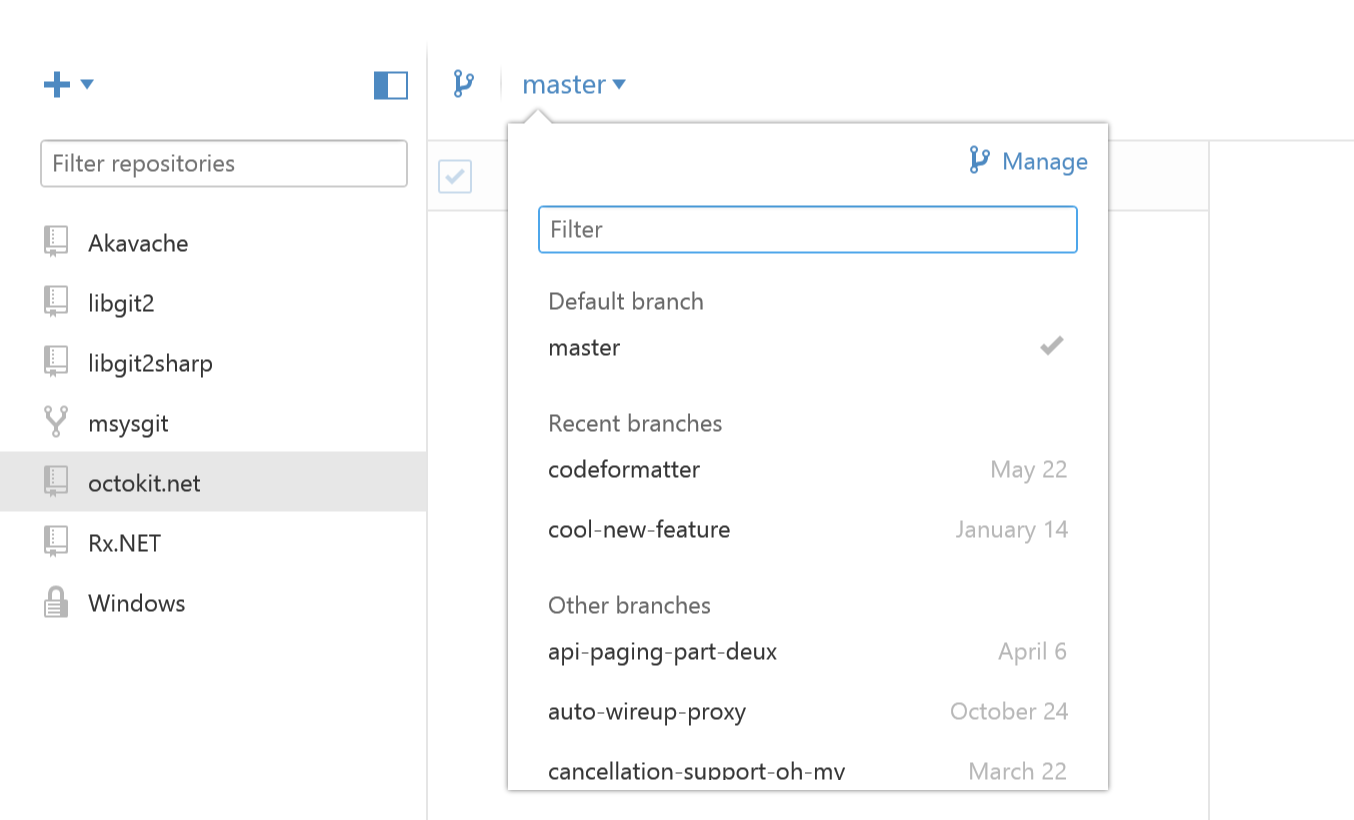 master
Filter repositories
Akavache
libgit2
libgit2sharp
msysgit
octokit.net
Rx.NET
Windows
Manage
Filter
Default branch
master
Recent branches
codeformatter May 22
cool-new-feature January 14
Other branches
api-paging-part-deux April 6
auto-wireup-proxy October 24
cancellation-support-oh-my March 22